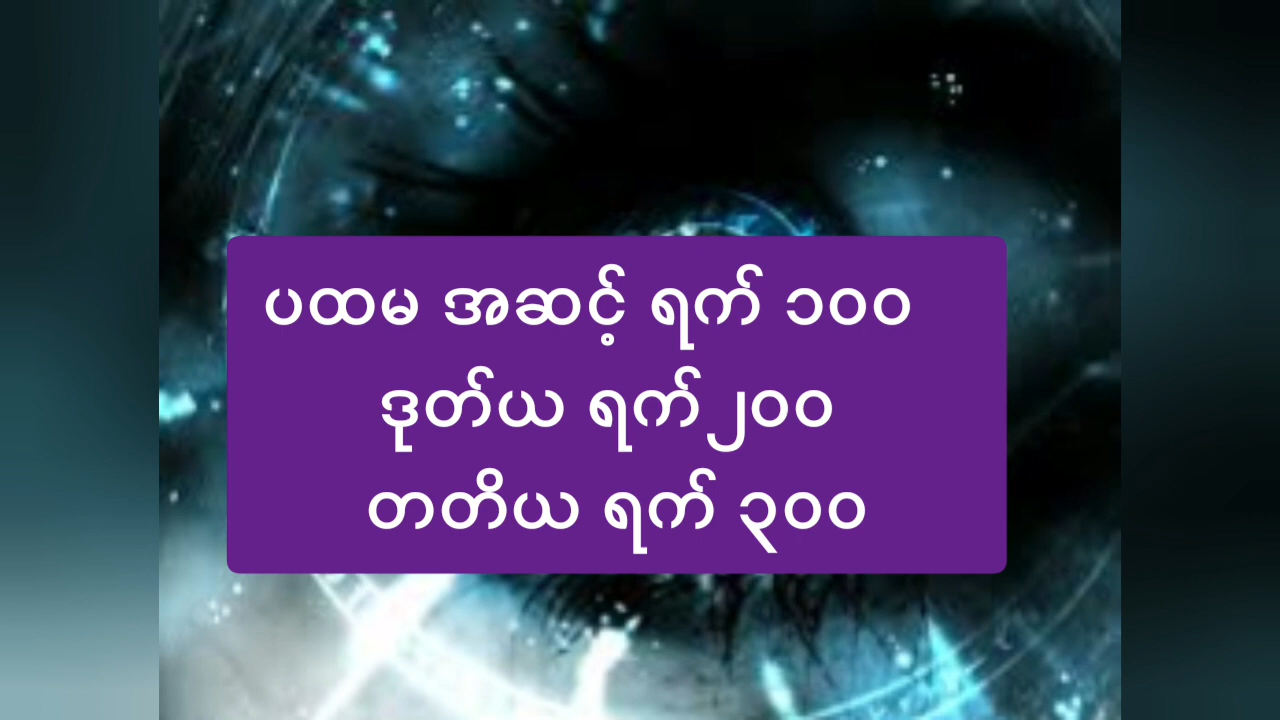 ပထမ အဆင့် ရက် ၁၀၀
ဒုတ်ယ ရက်၂၀၀
တတိယ ရက် ၃၀၀